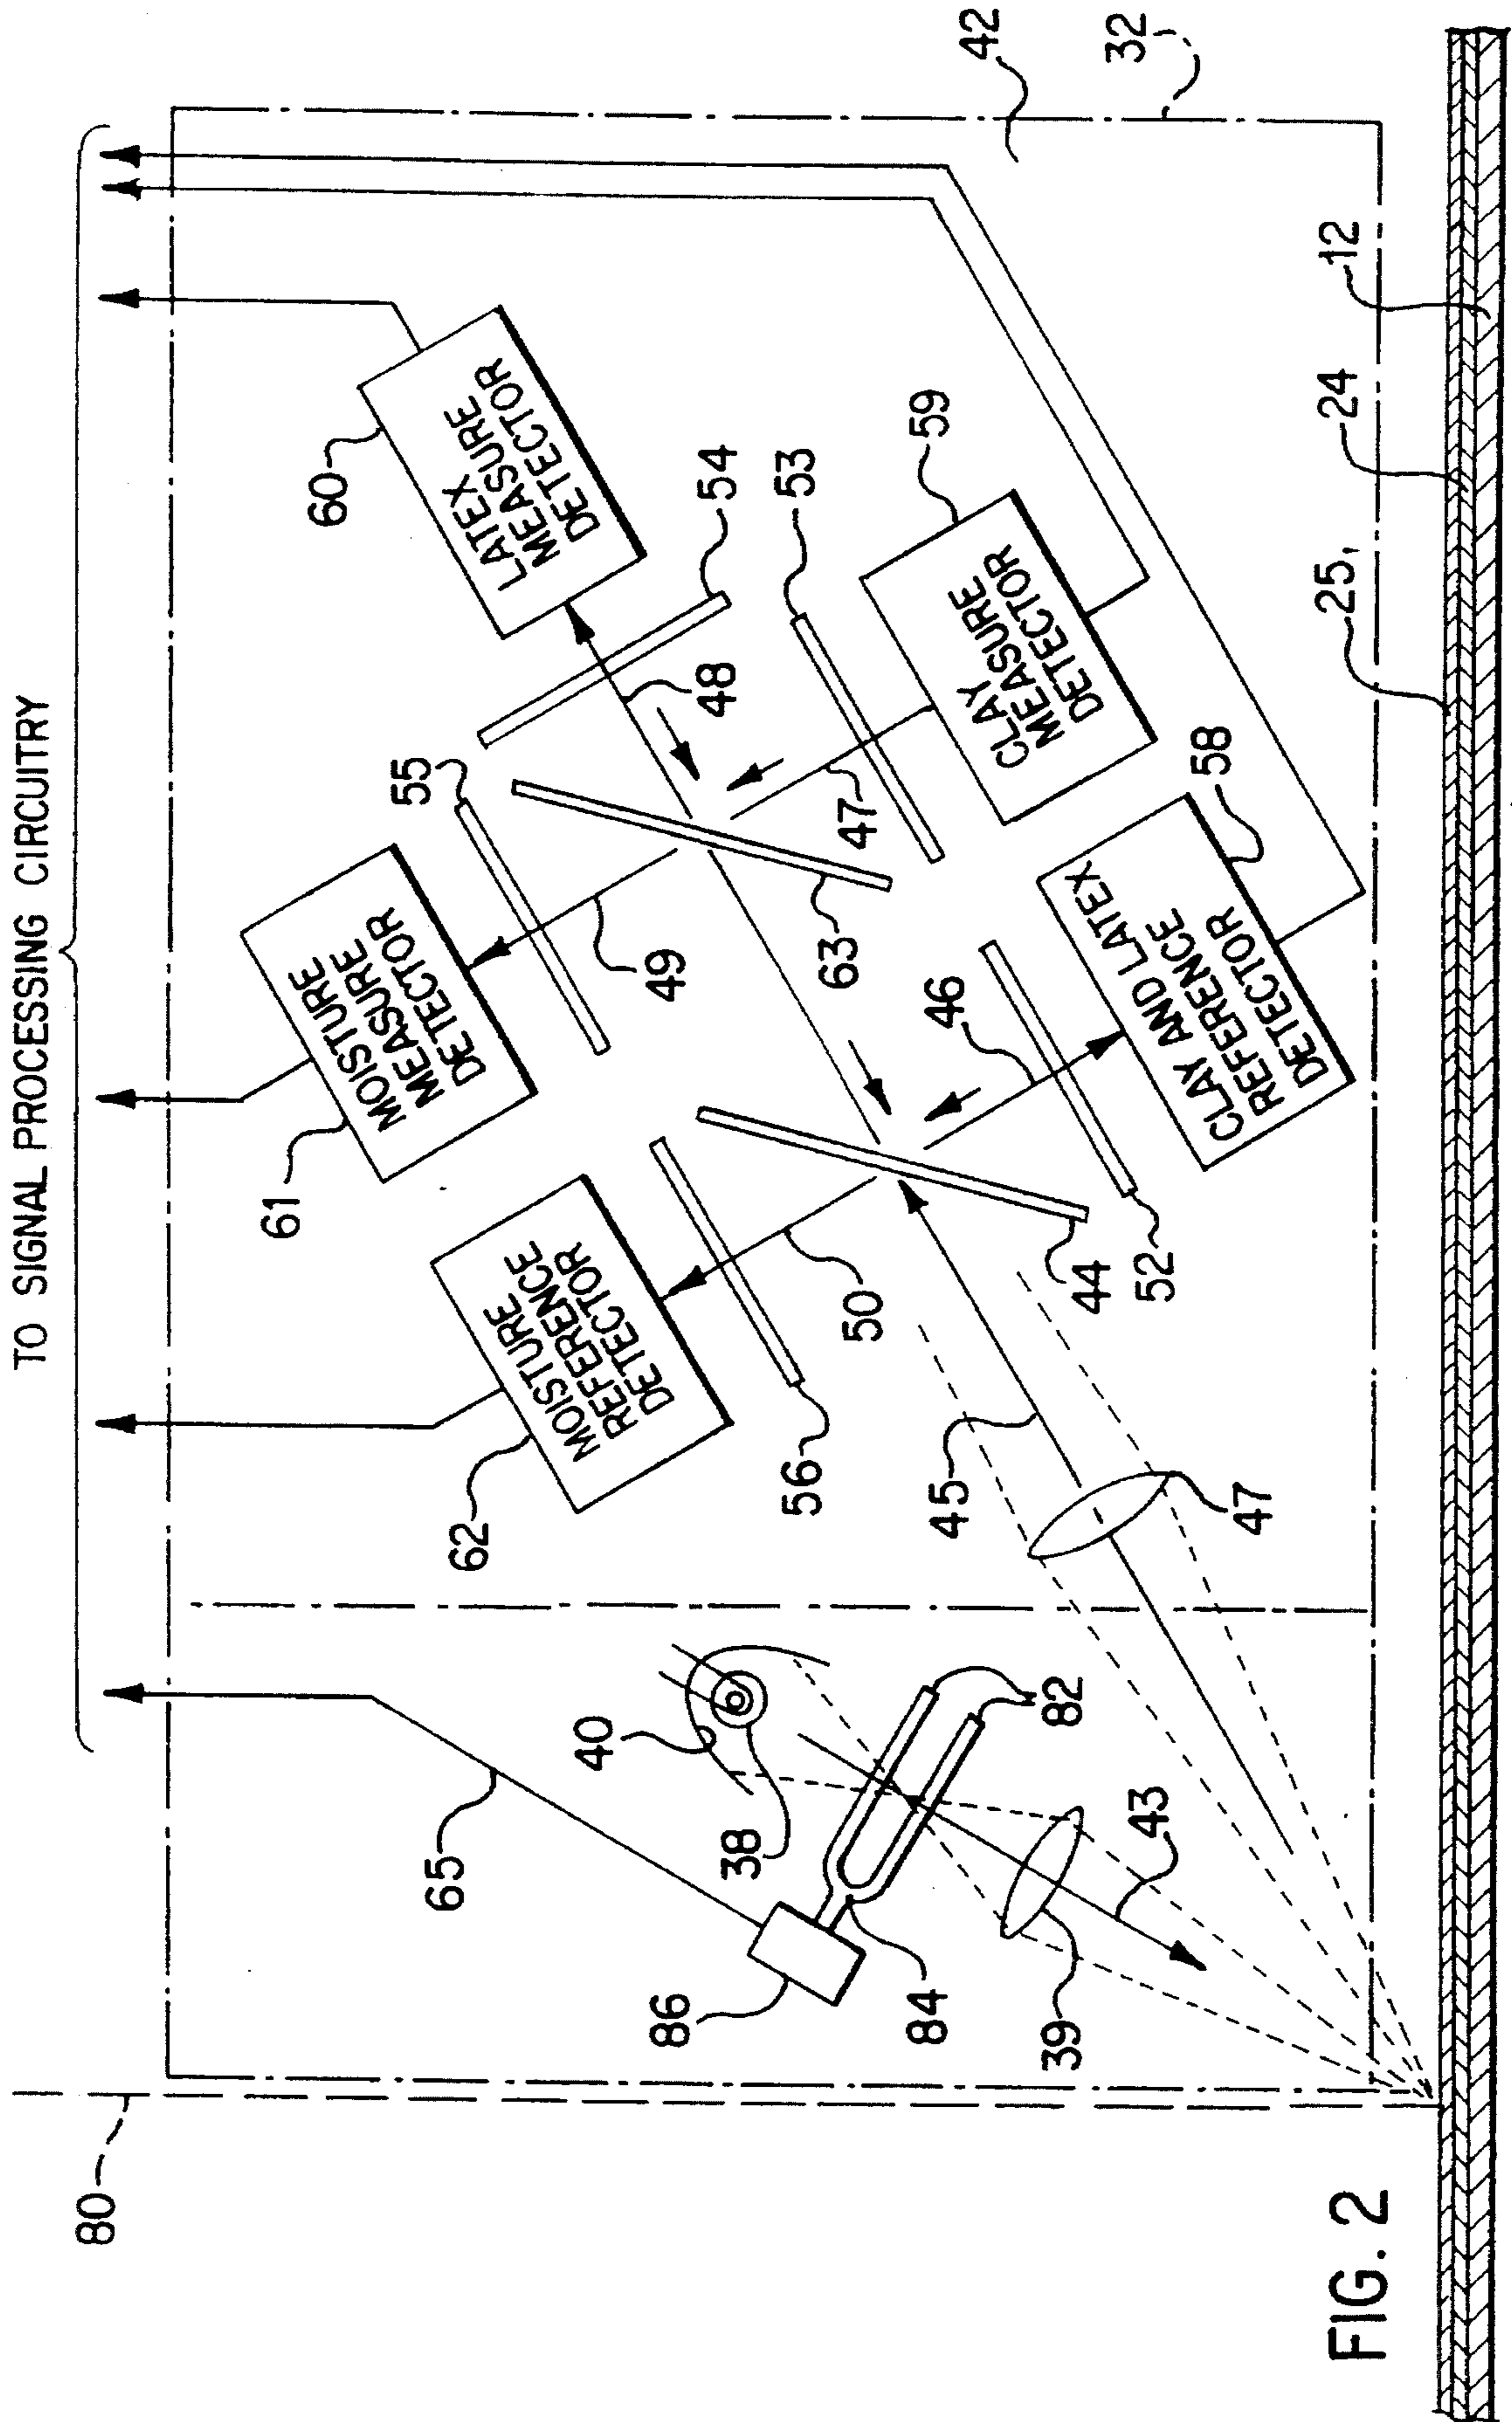 TO SIGNAL PROCESSING CIRCUITRY
80
65
86
84
40
38
82
39
43
62
MOISTURE
REFERENCE
DETECTOR
61
MOISTURE
MEASURE
DETECTOR
60
LATEX
MEASURE
DETECTOR
56
50
55
49
54
48
53
47
63
59
CLAY
MEASURE
DETECTOR
46
52
44
45
47
58
CLAY AND LATEX
REFERENCE
DETECTOR
42
32
25,
24
12
FIG. 2